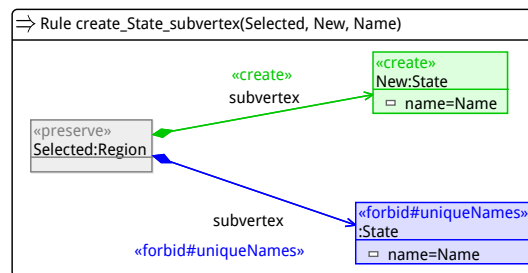 ⇒ Rule create_State_subvertex(Selected, New, Name)
«create»
New:State
name=Name
«create»
subvertex
«preserve»
Selected:Region
subvertex
«forbid#uniqueNames»
«forbid#uniqueNames»
:State
name=Name